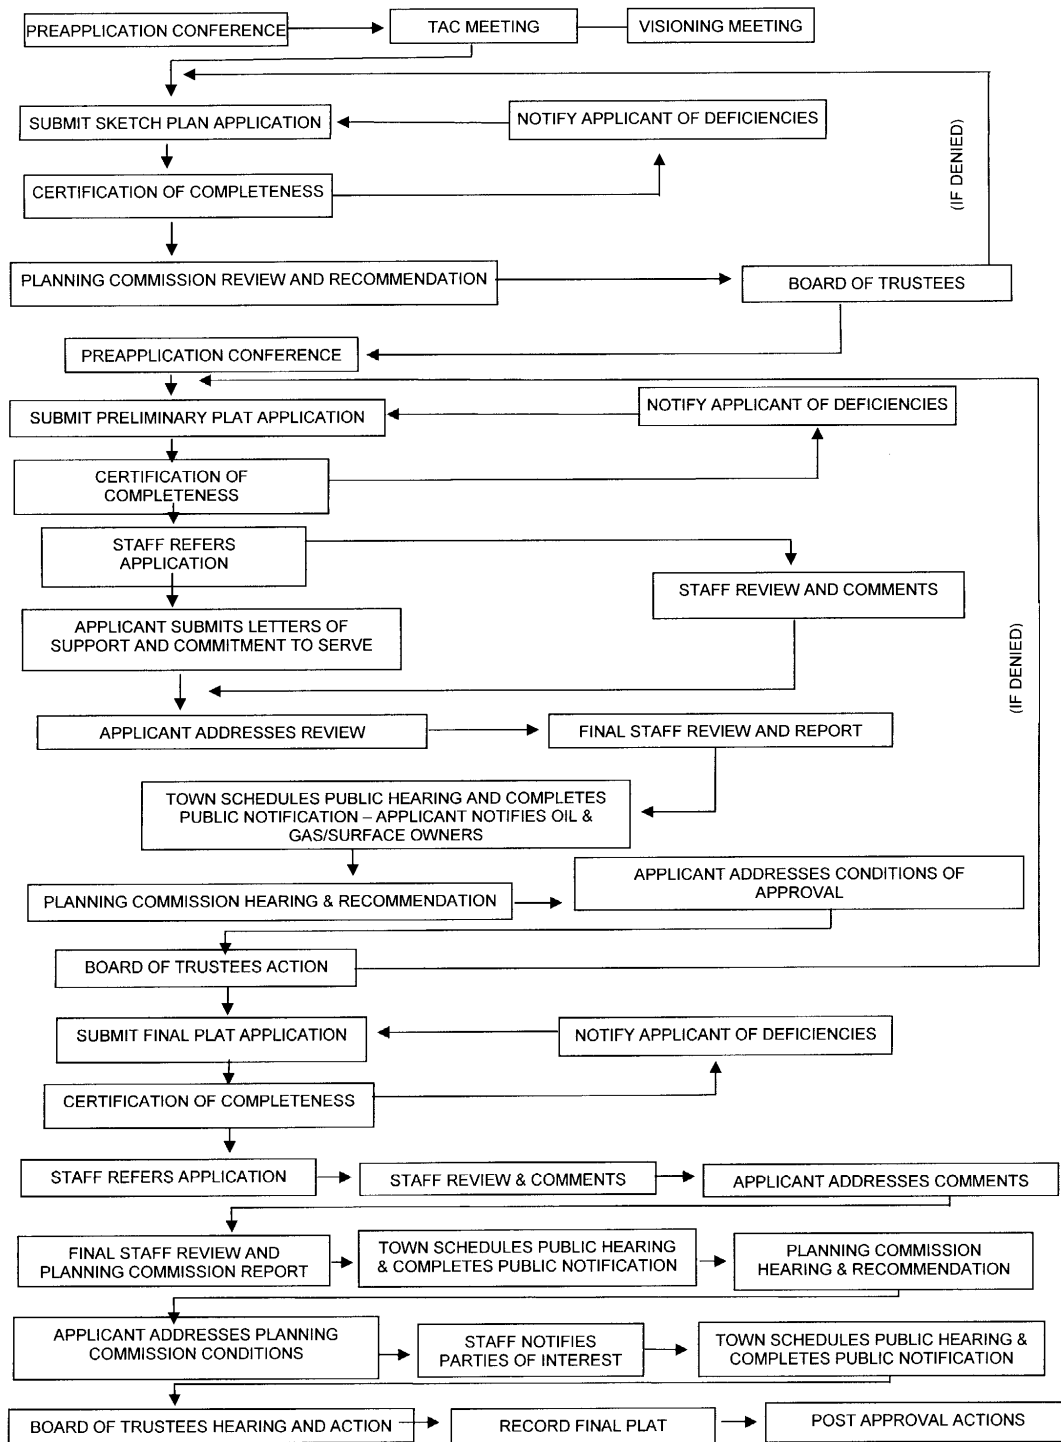 PREAPPLICATION CONFERENCE
TAC MEETING
VISIONING MEETING
SUBMIT SKETCH PLAN APPLICATION
NOTIFY APPLICANT OF DEFICIENCIES
(IF DENIED)
CERTIFICATION OF COMPLETENESS
PLANNING COMMISSION REVIEW AND RECOMMENDATION
BOARD OF TRUSTEES
PREAPPLICATION CONFERENCE
SUBMIT PRELIMINARY PLAT APPLICATION
NOTIFY APPLICANT OF DEFICIENCIES
CERTIFICATION OF
COMPLETENESS
STAFF REFERS
APPLICATION
STAFF REVIEW AND COMMENTS
APPLICANT SUBMITS LETTERS OF
SUPPORT AND COMMITMENT TO SERVE
(IF DENIED)
APPLICANT ADDRESSES REVIEW
FINAL STAFF REVIEW AND REPORT
TOWN SCHEDULES PUBLIC HEARING AND COMPLETES
PUBLIC NOTIFICATION – APPLICANT NOTIFIES OIL &
GAS/SURFACE OWNERS
PLANNING COMMISSION HEARING & RECOMMENDATION
APPLICANT ADDRESSES CONDITIONS OF
APPROVAL
BOARD OF TRUSTEES ACTION
SUBMIT FINAL PLAT APPLICATION
NOTIFY APPLICANT OF DEFICIENCIES
CERTIFICATION OF COMPLETENESS
STAFF REFERS APPLICATION
STAFF REVIEW & COMMENTS
APPLICANT ADDRESSES COMMENTS
FINAL STAFF REVIEW AND
PLANNING COMMISSION REPORT
TOWN SCHEDULES PUBLIC HEARING
& COMPLETES PUBLIC NOTIFICATION
PLANNING COMMISSION
HEARING & RECOMMENDATION
APPLICANT ADDRESSES PLANNING
COMMISSION CONDITIONS
STAFF NOTIFIES
PARTIES OF INTEREST
TOWN SCHEDULES PUBLIC HEARING &
COMPLETES PUBLIC NOTIFICATION
BOARD OF TRUSTEES HEARING AND ACTION
RECORD FINAL PLAT
POST APPROVAL ACTIONS